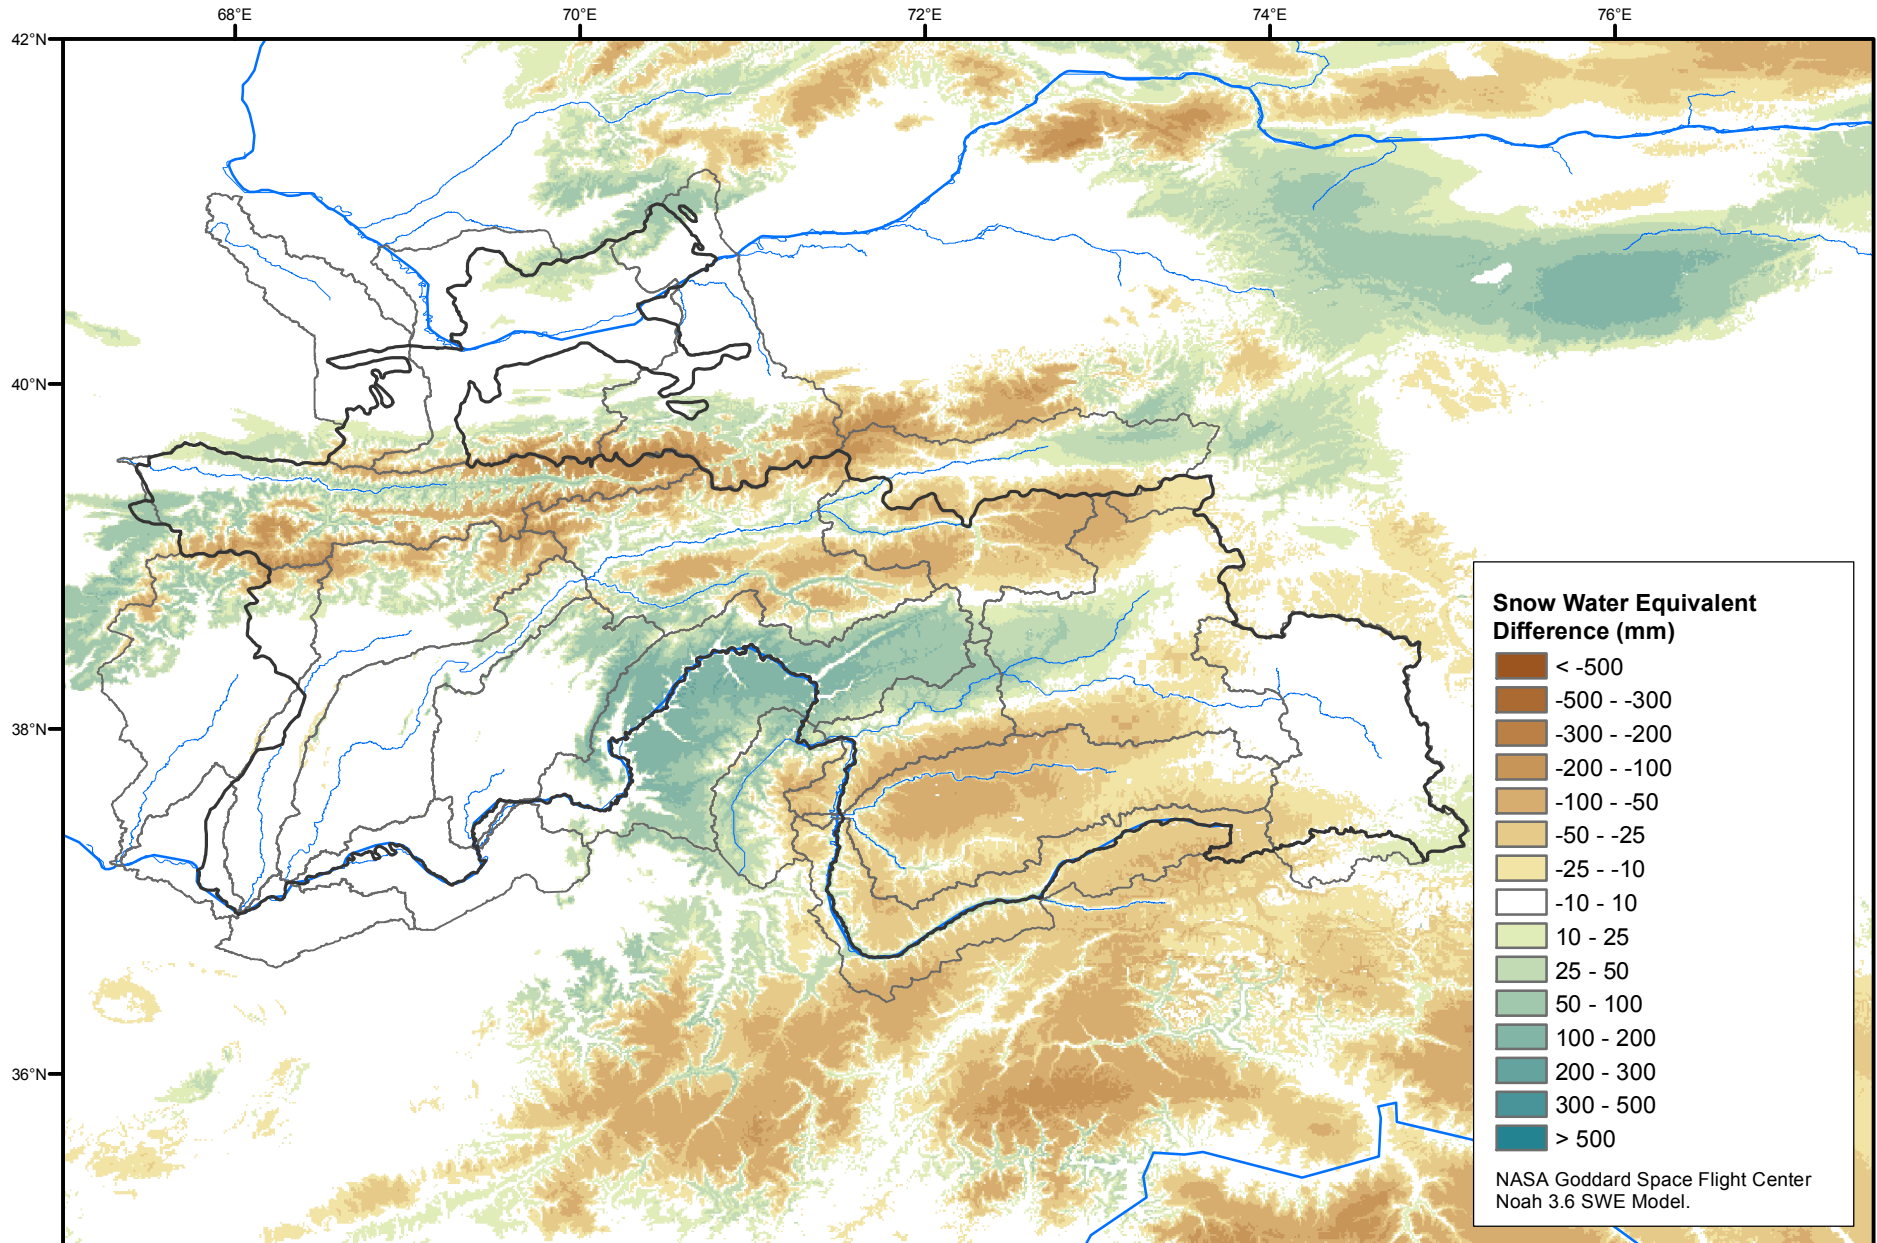 68°E
70°E
72°E
74°E
76°E
42°N
40°N
38°N
36°N
Snow Water Equivalent
Difference (mm)
< -500
-500 - -300
-300 - -200
-200 - -100
-100 - -50
-50 - -25
-25 - -10
-10 - 10
10 - 25
25 - 50
50 - 100
100 - 200
200 - 300
300 - 500
> 500
NASA Goddard Space Flight Center
Noah 3.6 SWE Model.